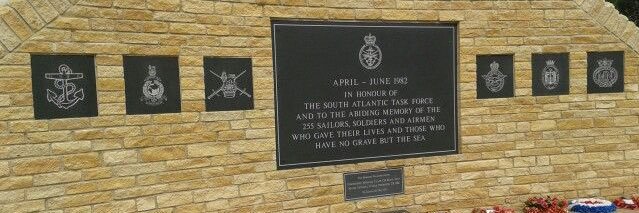 APRIL – JUNE 1982
IN HONOUR OF
THE SOUTH ATLANTIC TASK FORCE
AND TO THE ABIDING MEMORY OF THE
255 SAILORS, SOLDIERS AND AIRMEN
WHO GAVE THEIR LIVES AND THOSE WHO
HAVE NO GRAVE BUT THE SEA